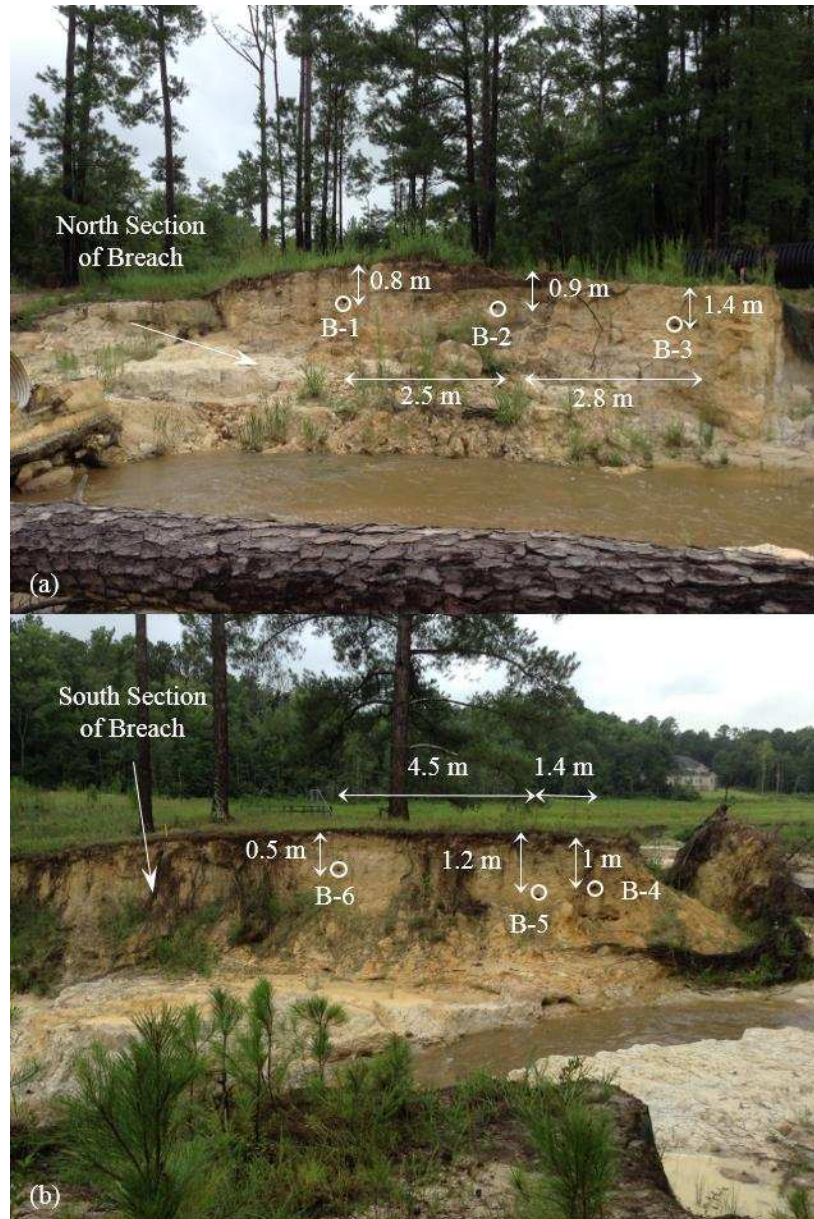 North Section
of Breach
0.8 m
0.9 m
1.4 m
B-1
B-2
B-3
2.5 m
2.8 m
(a)
South Section
of Breach
4.5 m
1.4 m
0.5 m
1.2 m
1 m
B-6
B-5
B-4
(b)